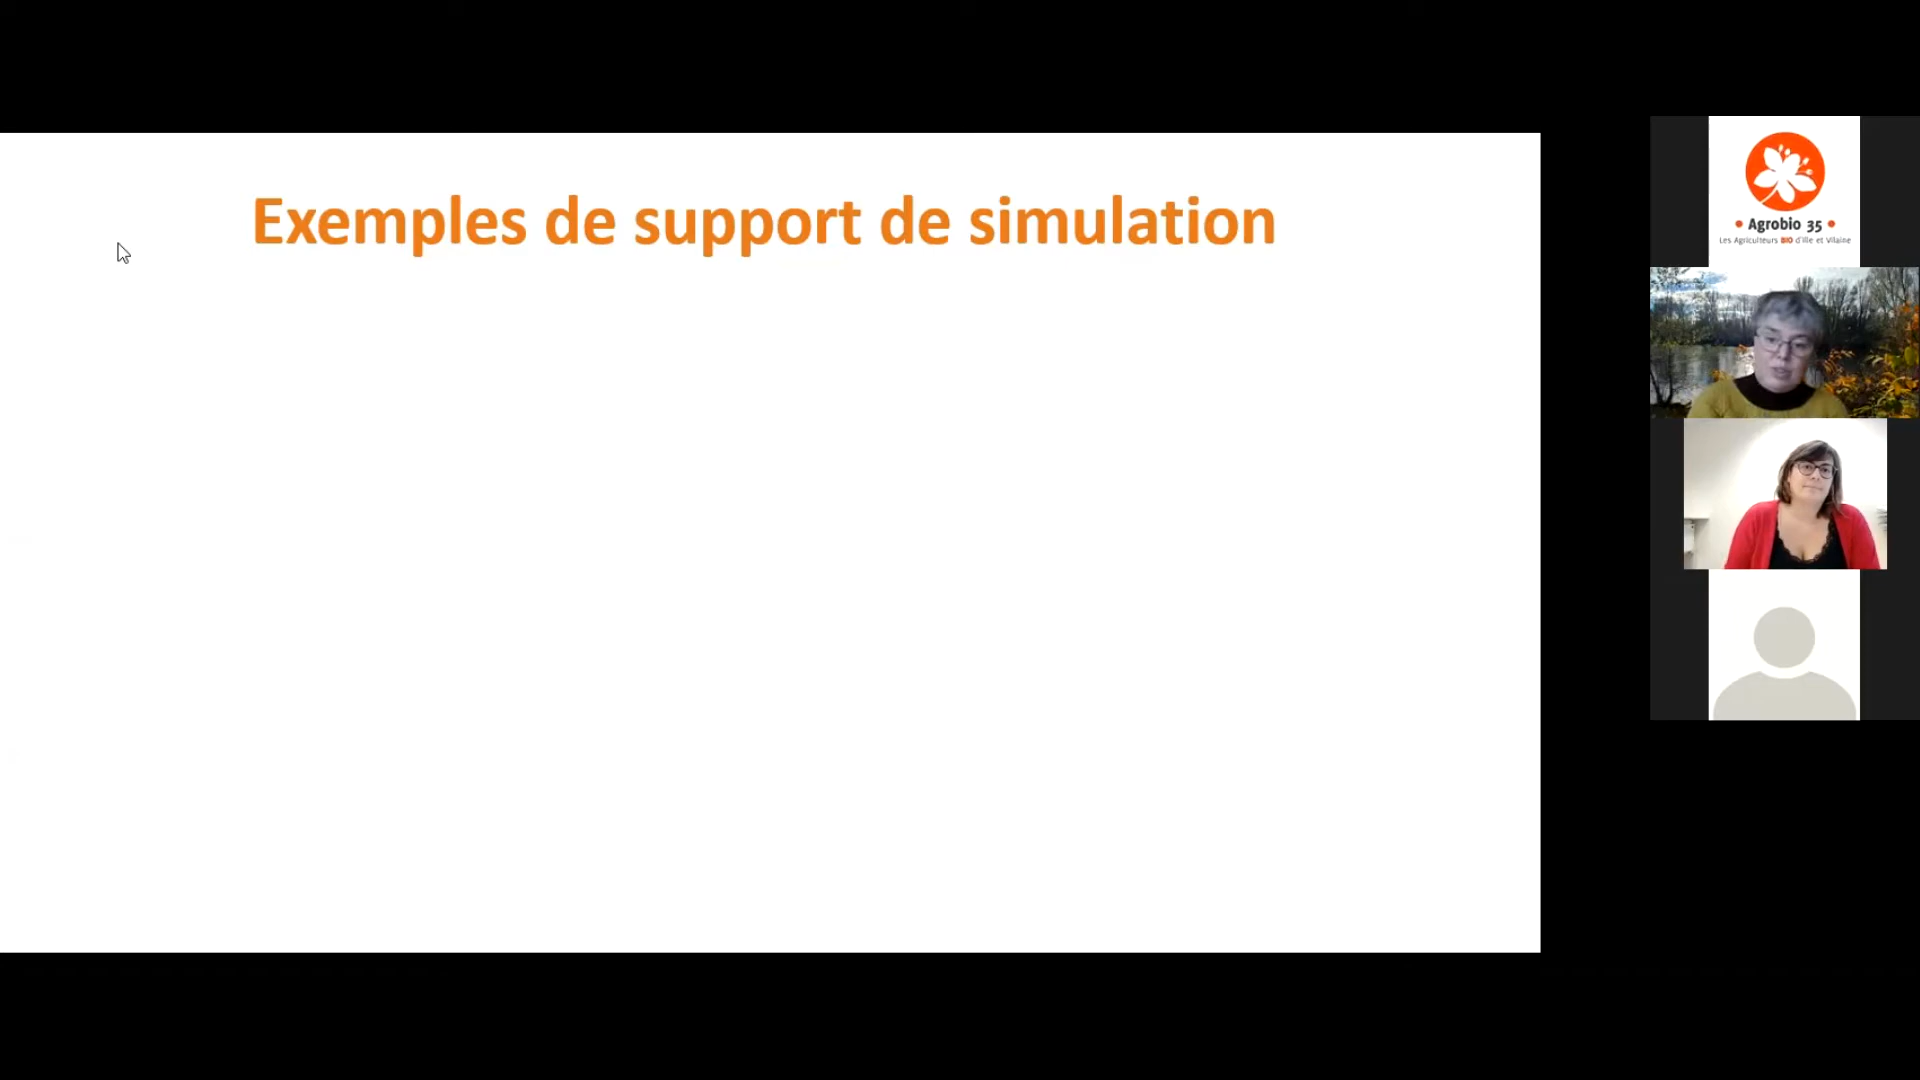 Exemples de support de simulation
• Agrobio 35 •
Les Agriculteurs BIO d'Ille et Vilaine